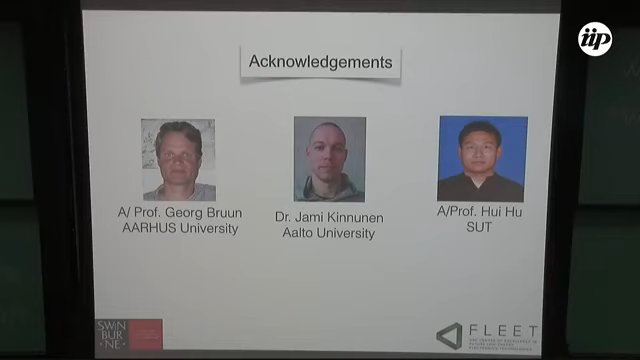 iip
Acknowledgements
A/ Prof. Georg Bruun
AARHUS University
Dr. Jami Kinnunen
Aalto University
A/Prof. Hui Hu
SUT
SWIN
BUR
NE
FLEET